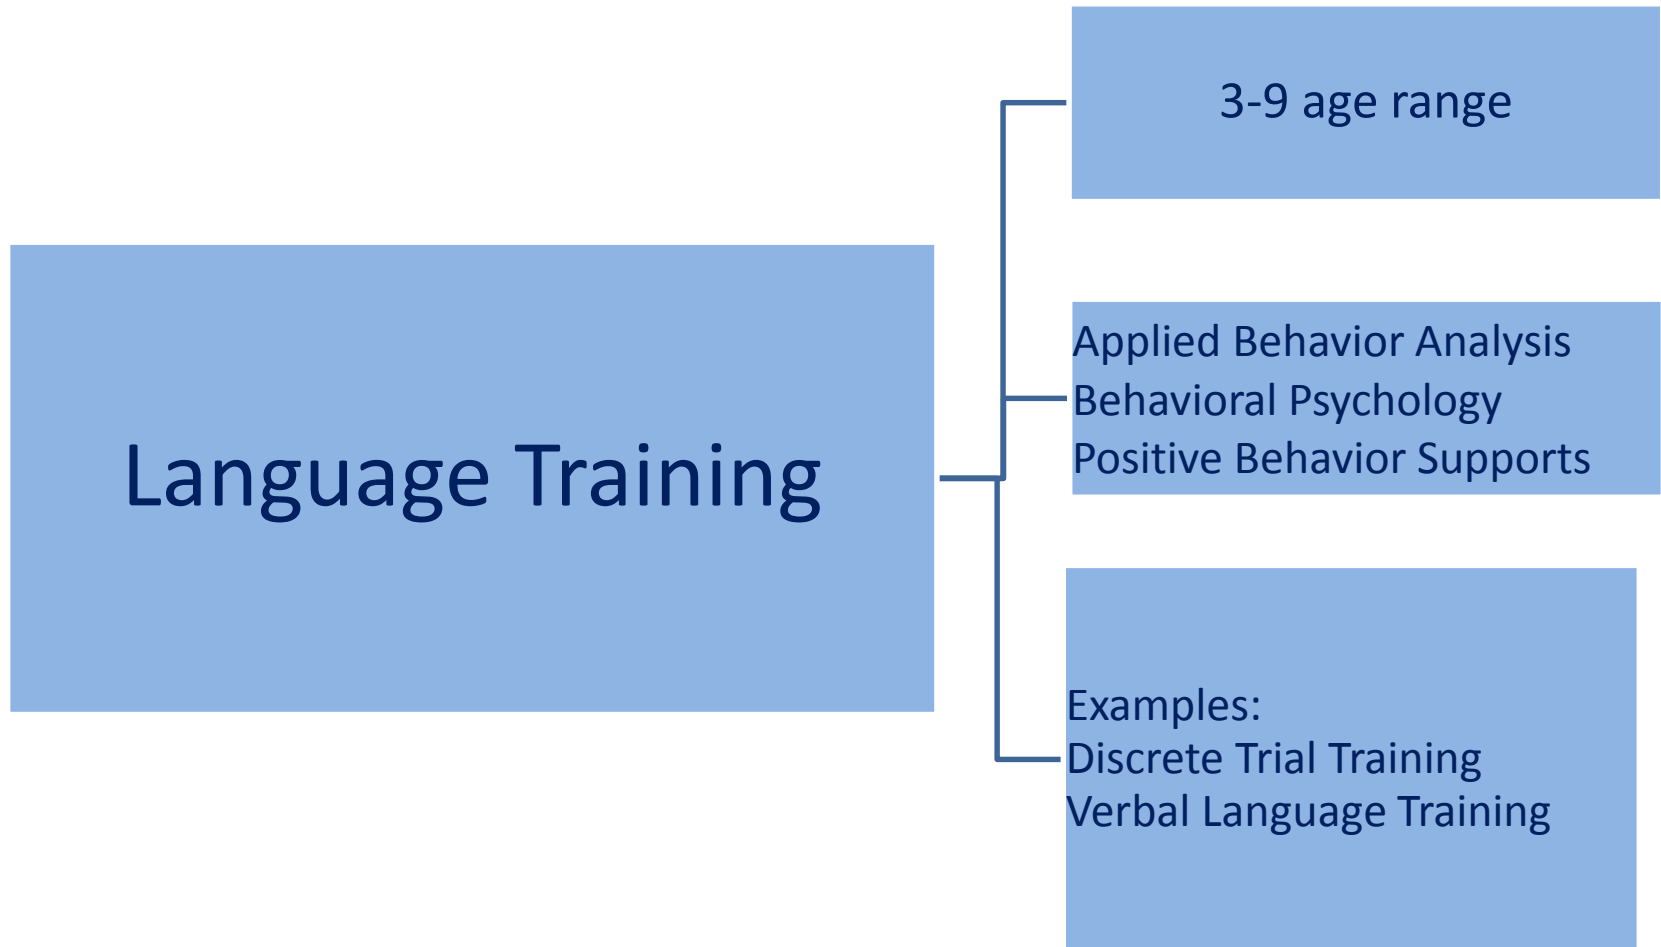 Language Training
3-9 age range
Applied Behavior Analysis
Behavioral Psychology
Positive Behavior Supports
Examples:
Discrete Trial Training
Verbal Language Training